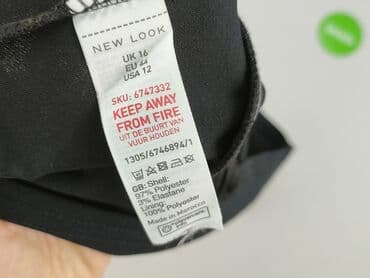 NEW LOOK
UK 16
EU 44
USA 12
SKU: 6747332
KEEP AWAY
FROM FIRE
UIT DE BUURT VAN
VUUR HOUDEN
1305/6746894/1
GB: Shell:
97% Polyester
3% Elastane
Lining:
100% Polyester
Made in Morocco